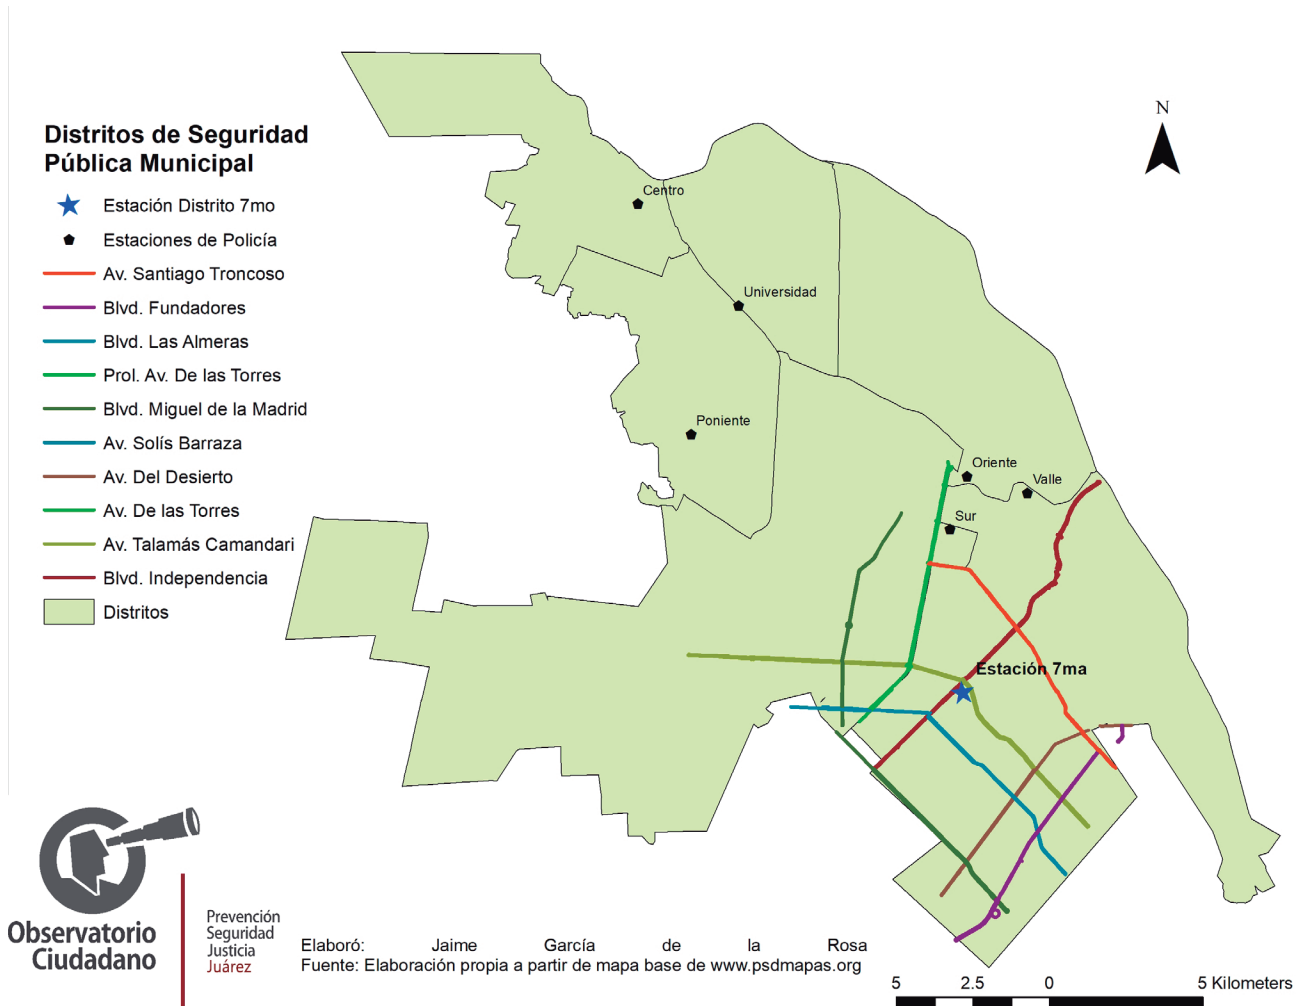 Distritos de Seguridad
Pública Municipal
Estación Distrito 7mo
Estaciones de Policía
Av. Santiago Troncoso
Blvd. Fundadores
Blvd. Las Almeras
Prol. Av. De las Torres
Blvd. Miguel de la Madrid
Av. Solís Barraza
Av. Del Desierto
Av. De las Torres
Av. Talamás Camandari
Blvd. Independencia
Distritos
N
Centro
Universidad
Poniente
Oriente
Valle
Sur
Estación 7ma
Observatorio
Ciudadano
Prevención
Seguridad
Justicia
Juárez
Elaboró: Jaime García de la Rosa
Fuente: Elaboración propia a partir de mapa base de www.psdmapas.org
5 2.5 0 5 Kilometers